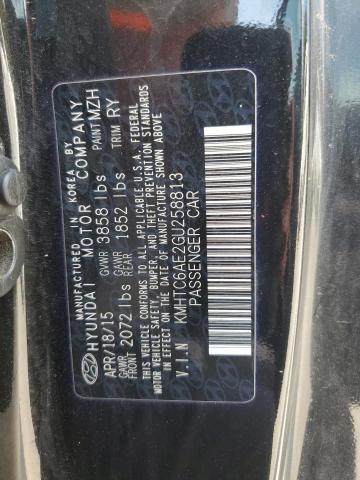 MANUFACTURED IN KOREA BY
HYUNDAI MOTOR COMPANY
APR/18/15 GVWR 3858 lbs PAINT MZH
GAWR FRONT 2072 lbs GAWR REAR 1852 lbs TRIM RY
THIS VEHICLE CONFORMS TO ALL APPLICABLE U.S.A. FEDERAL
MOTOR VEHICLE SAFETY, BUMPER, AND THEFT PREVENTION STANDARDS
IN EFFECT ON THE DATE OF MANUFACTURE SHOWN ABOVE.
V.I.N KMHTC6AE2GU258813
PASSENGER CAR